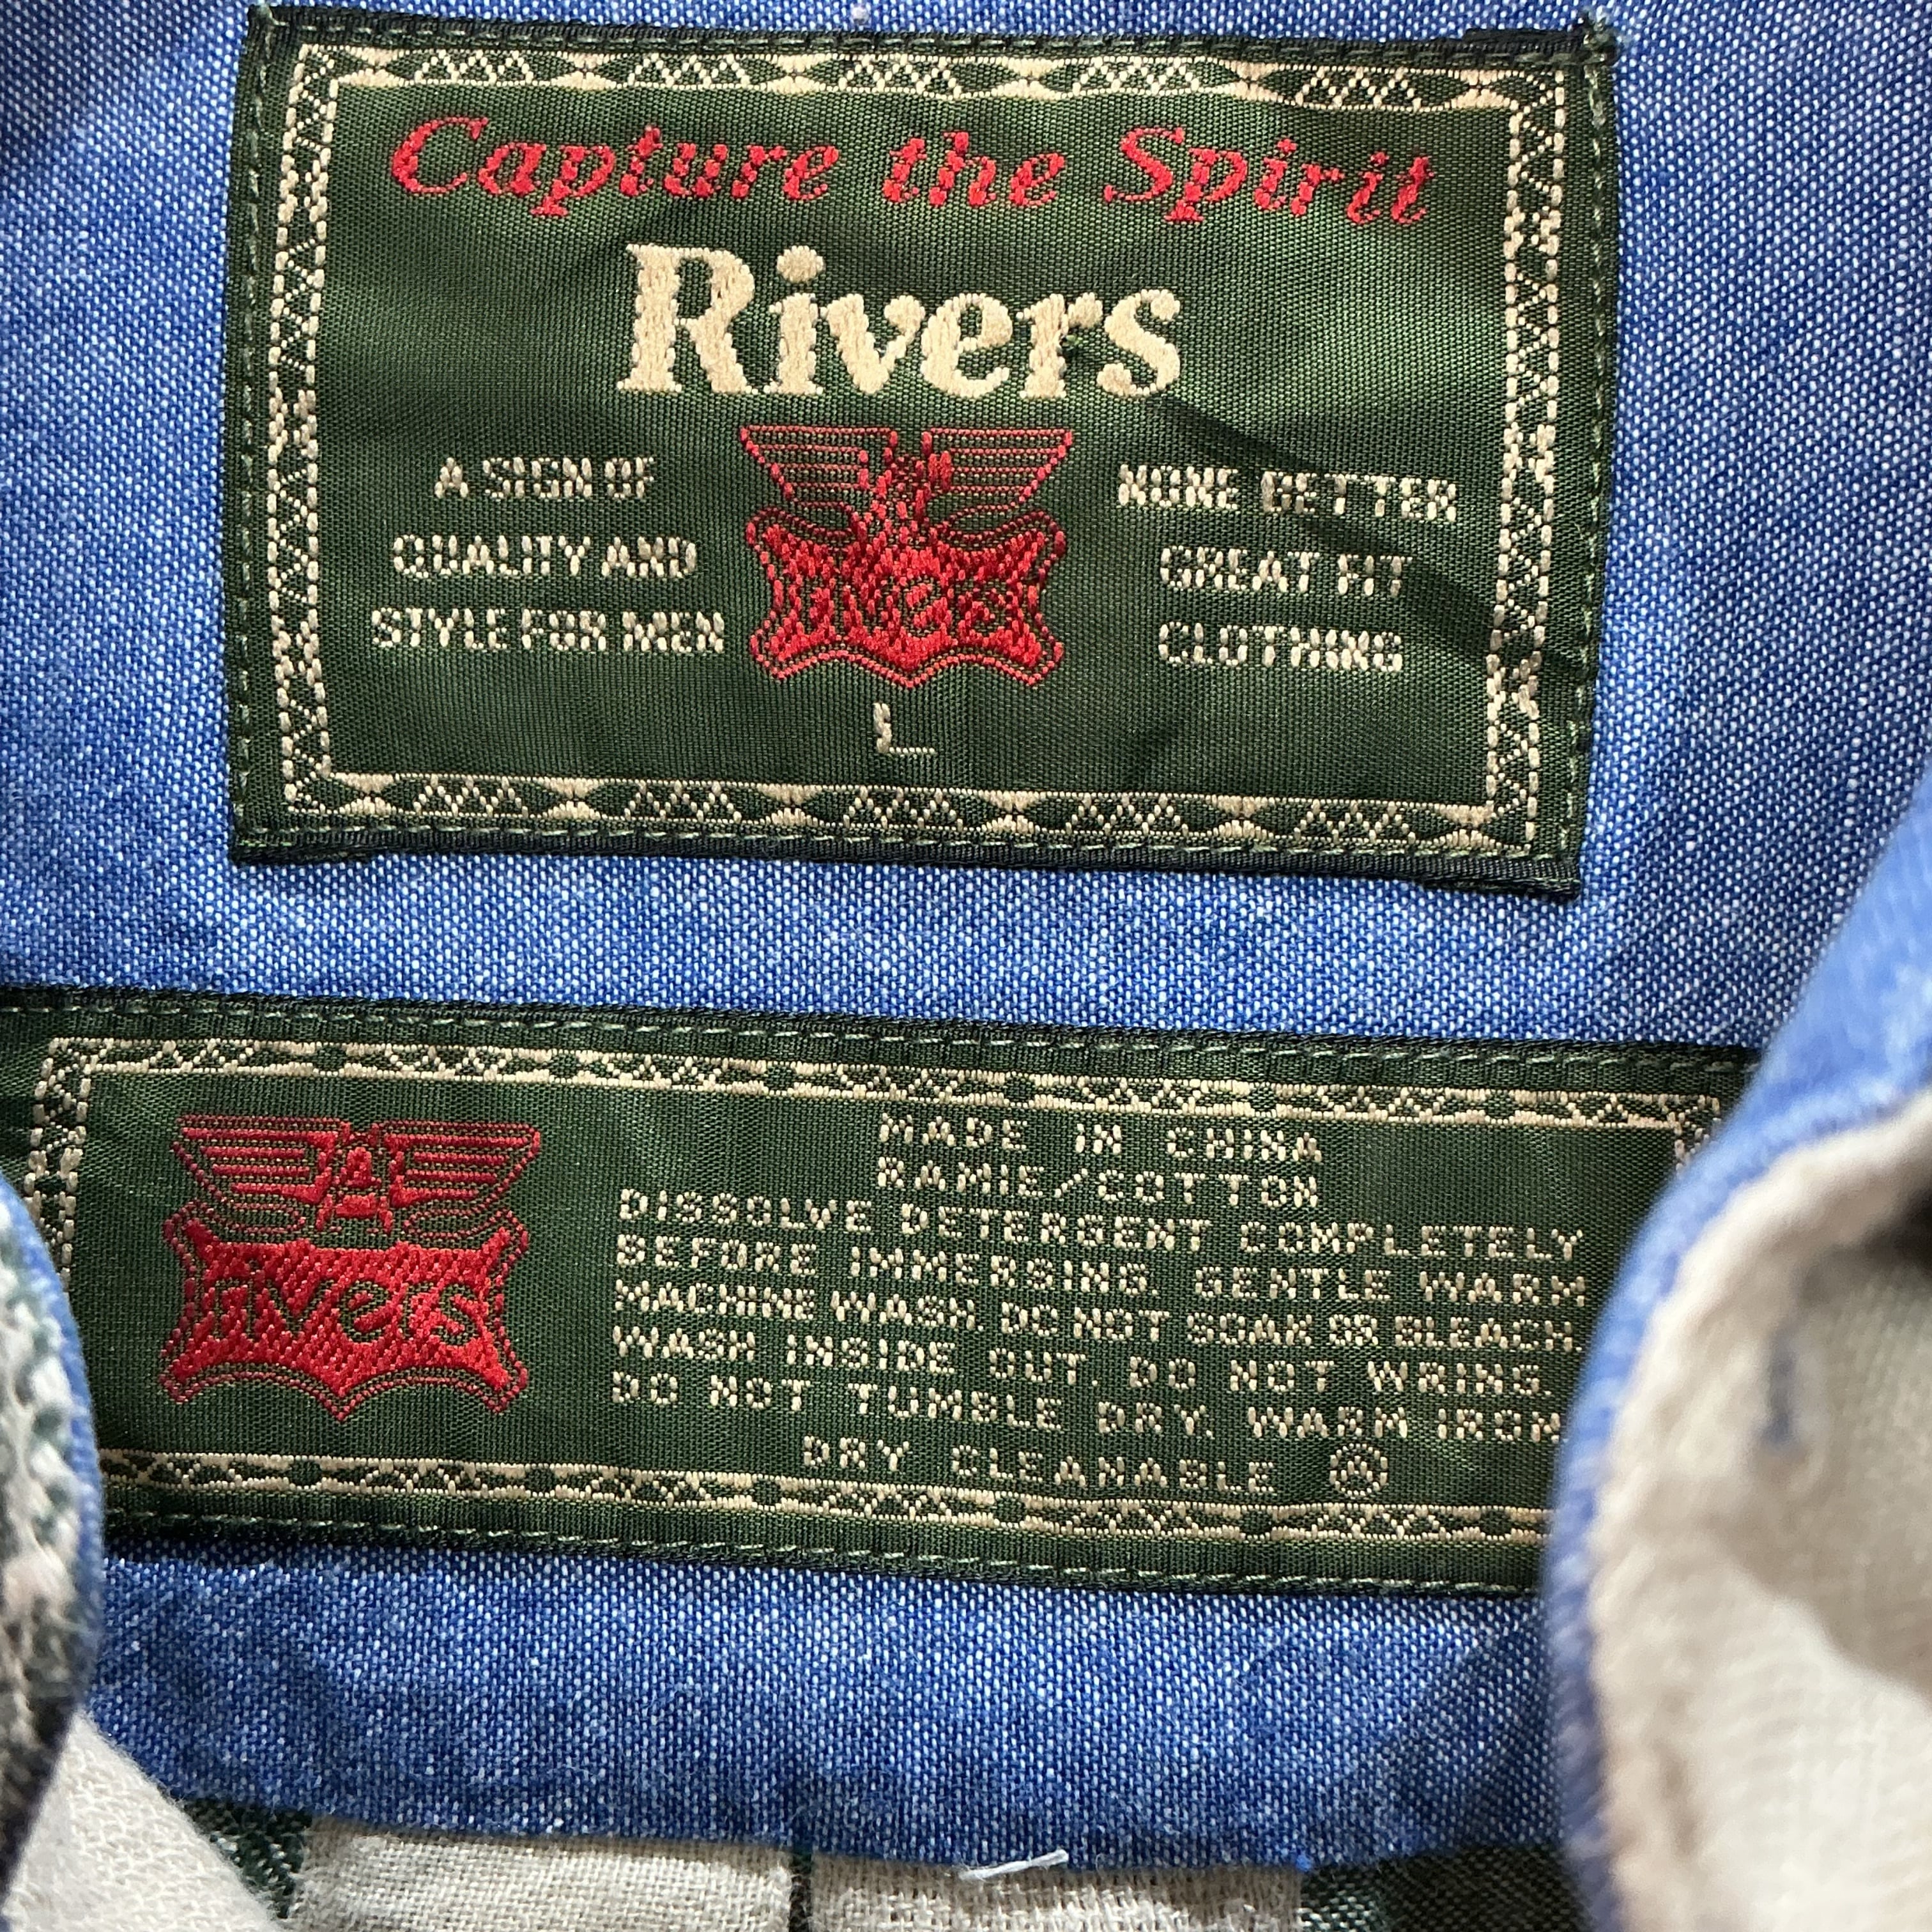 Capture the Spirit
Rivers
A SIGN OF
QUALITY AND
STYLE FOR MEN
Rivers
NONE BETTER
GREAT FIT
CLOTHING
L
Rivers
MADE IN CHINA
RAMIE/COTTON
DISSOLVE DETERGENT COMPLETELY
BEFORE IMMERSING. GENTLE WARM
MACHINE WASH. DO NOT SOAK OR BLEACH
WASH INSIDE OUT. DO NOT WRING.
DO NOT TUMBLE DRY. WARM IRON
DRY CLEANABLE Ⓐ